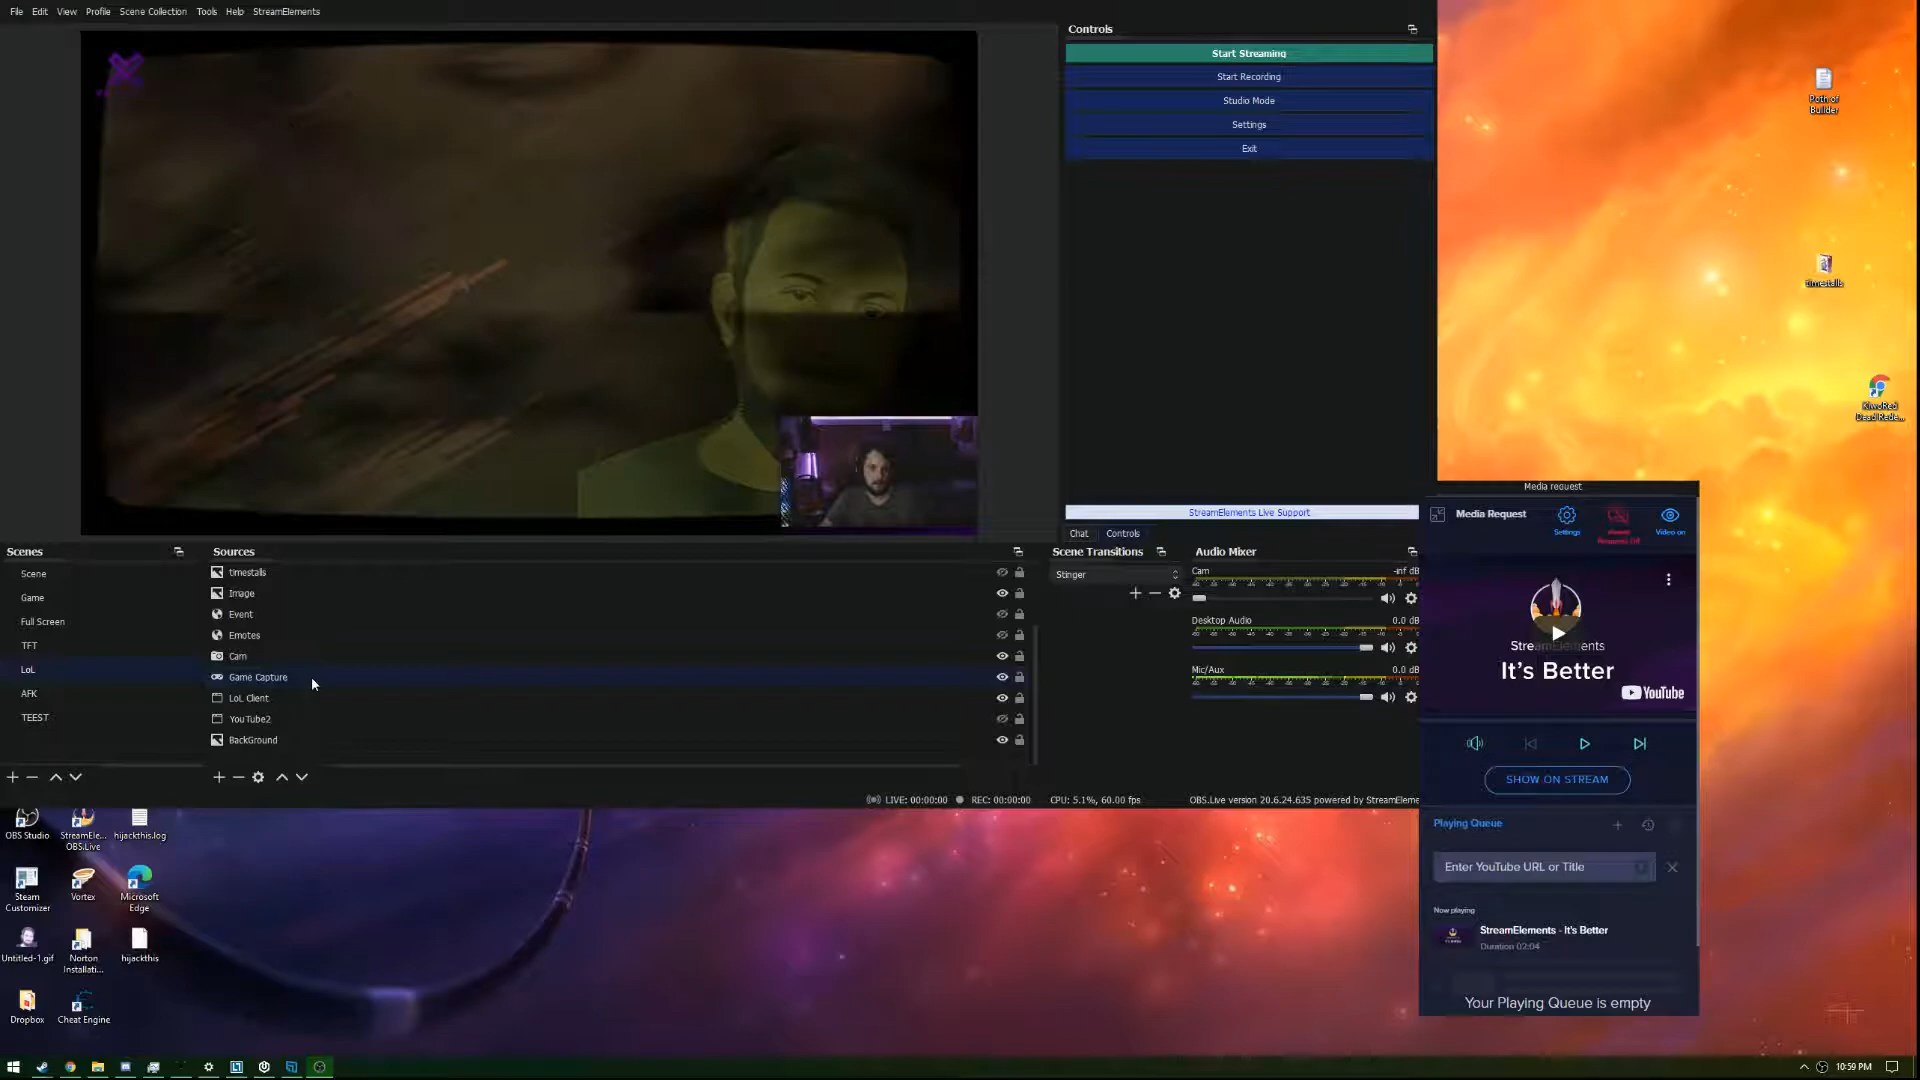 File Edit View Profile Scene Collection Tools Help StreamElements
Controls
Start Streaming
Start Recording
Studio Mode
Settings
Exit
StreamElements Live Support
Chat Controls
Scenes
Scene
Game
Full Screen
TFT
LoL
AFK
TEEST
Sources
timestalls
Image
Event
Emotes
Cam
Game Capture
LoL Client
YouTube2
BackGround
Scene Transitions
Stinger
Audio Mixer
Cam -inf dB
Desktop Audio 0.0 dB
Mic/Aux 0.0 dB
LIVE: 00:00:00 REC: 00:00:00 CPU: 5.1%, 60.00 fps OBS.Live version 20.6.24.635 powered by StreamEleme
Path of
Builder
timestalls
KiwoRed
Dead Rede...
Media request
Media Request
Settings
Requests Off
Video on
StreamElements
It's Better
YouTube
SHOW ON STREAM
Playing Queue
Enter YouTube URL or Title
Now playing
StreamElements - It's Better
Duration 02:04
Your Playing Queue is empty
OBS Studio
StreamEle...
OBS.Live
hijackthis.log
Steam
Customizer
Vortex
Microsoft
Edge
Untitled-1.gif
Norton
Installati...
hijackthis
Dropbox
Cheat Engine
10:59 PM